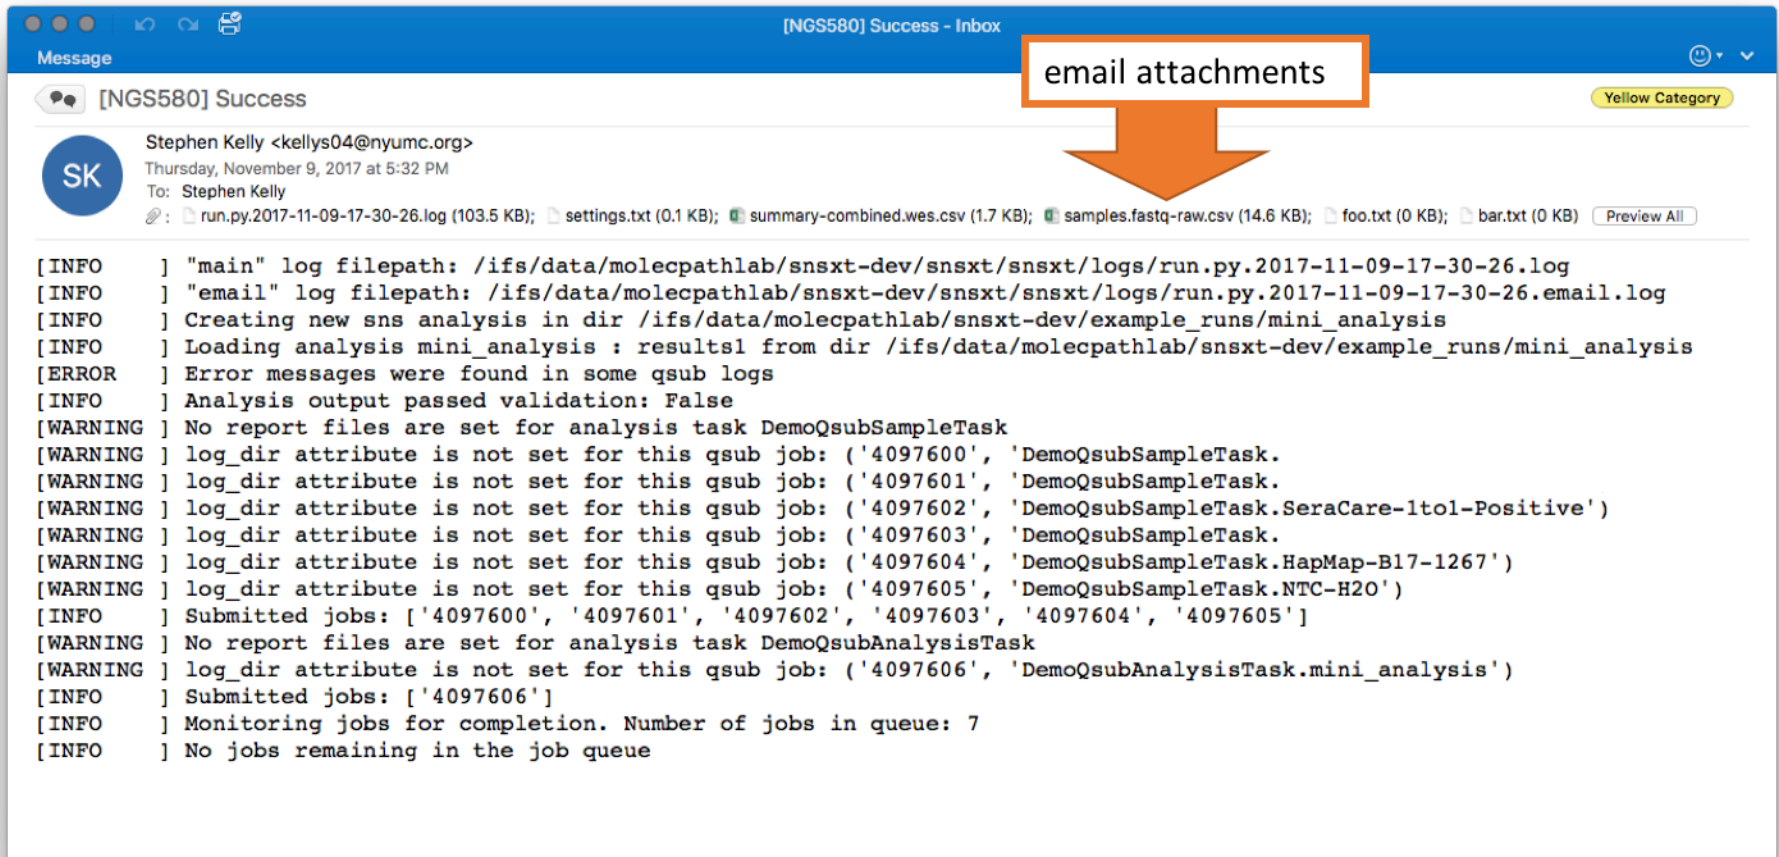 [NGS580] Success - Inbox
email attachments
Message
[NGS580] Success
Yellow Category
SK
Stephen Kelly <kellys04@nyumc.org>
Thursday, November 9, 2017 at 5:32 PM
To: Stephen Kelly
: run.py.2017-11-09-17-30-26.log (103.5 KB); settings.txt (0.1 KB); summary-combined.wes.csv (1.7 KB); samples.fastq-raw.csv (14.6 KB); foo.txt (0 KB); bar.txt (0 KB) Preview All
[INFO    ] "main" log filepath: /ifs/data/molecpathlab/snsxt-dev/snsxt/snsxt/logs/run.py.2017-11-09-17-30-26.log
[INFO    ] "email" log filepath: /ifs/data/molecpathlab/snsxt-dev/snsxt/snsxt/logs/run.py.2017-11-09-17-30-26.email.log
[INFO    ] Creating new sns analysis in dir /ifs/data/molecpathlab/snsxt-dev/example_runs/mini_analysis
[INFO    ] Loading analysis mini_analysis : results1 from dir /ifs/data/molecpathlab/snsxt-dev/example_runs/mini_analysis
[ERROR   ] Error messages were found in some qsub logs
[INFO    ] Analysis output passed validation: False
[WARNING ] No report files are set for analysis task DemoQsubSampleTask
[WARNING ] log_dir attribute is not set for this qsub job: ('4097600', 'DemoQsubSampleTask.
[WARNING ] log_dir attribute is not set for this qsub job: ('4097601', 'DemoQsubSampleTask.
[WARNING ] log_dir attribute is not set for this qsub job: ('4097602', 'DemoQsubSampleTask.SeraCare-1to1-Positive')
[WARNING ] log_dir attribute is not set for this qsub job: ('4097603', 'DemoQsubSampleTask.
[WARNING ] log_dir attribute is not set for this qsub job: ('4097604', 'DemoQsubSampleTask.HapMap-B17-1267')
[WARNING ] log_dir attribute is not set for this qsub job: ('4097605', 'DemoQsubSampleTask.NTC-H2O')
[INFO    ] Submitted jobs: ['4097600', '4097601', '4097602', '4097603', '4097604', '4097605']
[WARNING ] No report files are set for analysis task DemoQsubAnalysisTask
[WARNING ] log_dir attribute is not set for this qsub job: ('4097606', 'DemoQsubAnalysisTask.mini_analysis')
[INFO    ] Submitted jobs: ['4097606']
[INFO    ] Monitoring jobs for completion. Number of jobs in queue: 7
[INFO    ] No jobs remaining in the job queue